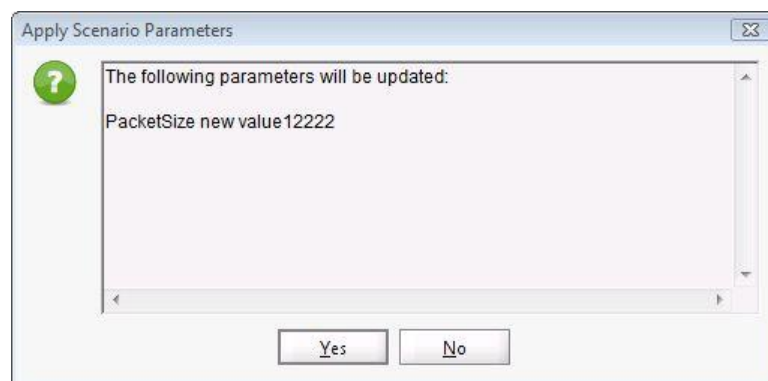 Apply Scenario Parameters
The following parameters will be updated:
PacketSize new value12222
Yes No